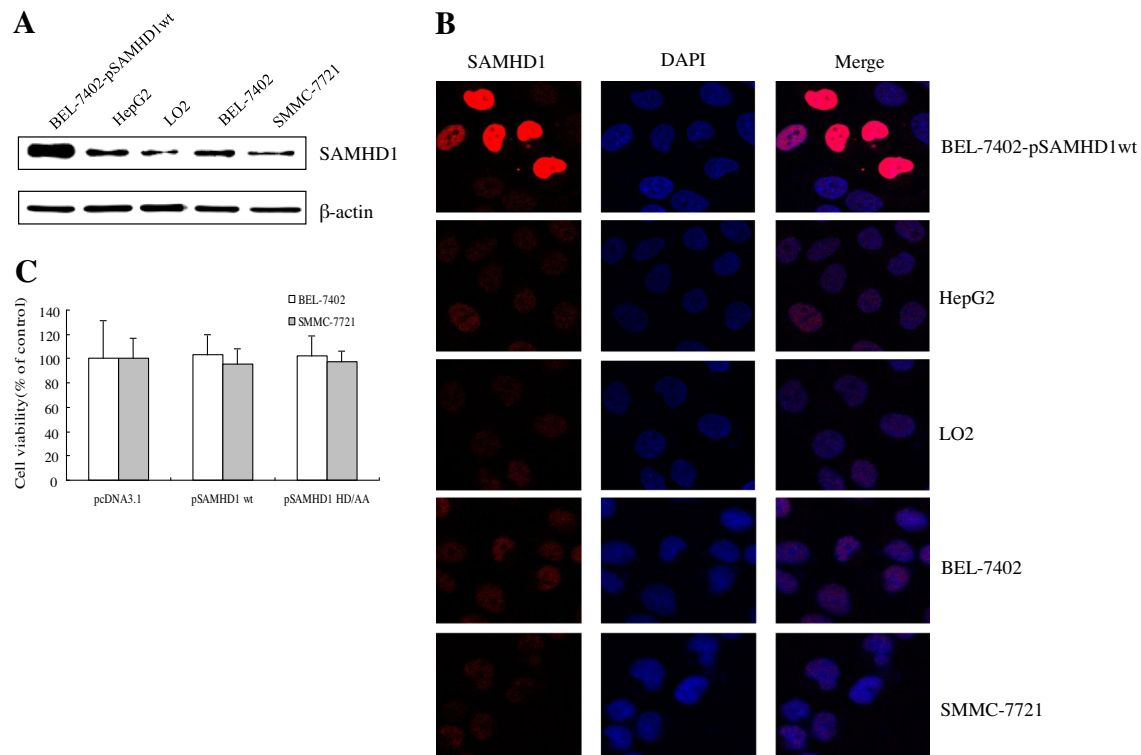 A
BEL-7402-pSAMHD1wt
HepG2
LO2
BEL-7402
SMMC-7721
SAMHD1
β-actin
B
SAMHD1
DAPI
Merge
BEL-7402-pSAMHD1wt
HepG2
LO2
BEL-7402
SMMC-7721
C
Cell viability(% of control)
140
120
100
80
60
40
20
0
BEL-7402
SMMC-7721
pcDNA3.1
pSAMHD1 wt
pSAMHD1 HD/AA